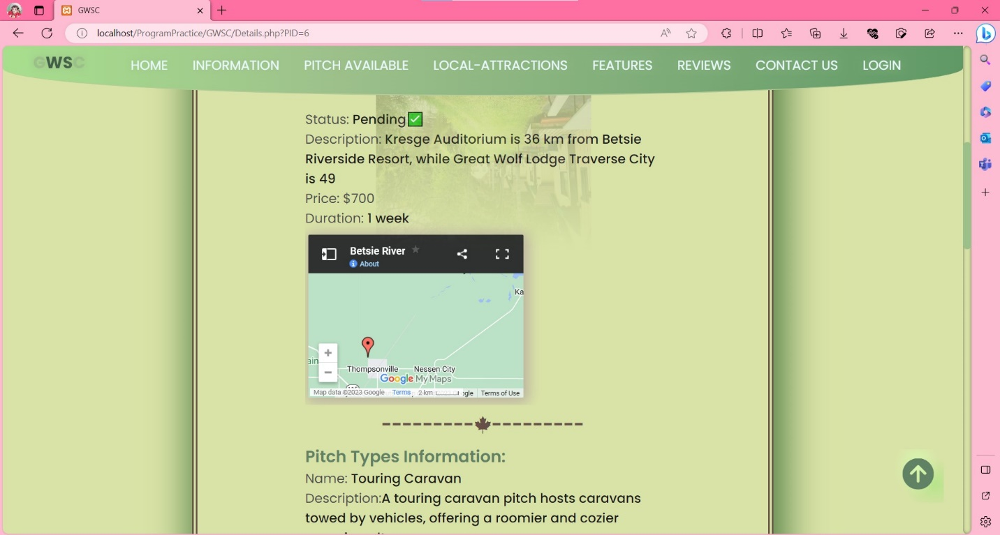 GWSC
localhost/ProgramPractice/GWSC/Details.php?PID=6
GWSC
HOME
INFORMATION
PITCH AVAILABLE
LOCAL-ATTRACTIONS
FEATURES
REVIEWS
CONTACT US
LOGIN
Status: Pending✅
Description: Kresge Auditorium is 36 km from Betsie
Riverside Resort, while Great Wolf Lodge Traverse City
is 49
Price: $700
Duration: 1 week
Betsie River
About
Ka
ain
Thompsonville
Nessen City
Google My Maps
Map data ©2023 Google
Terms
2 km
ogle
Terms of Use
Pitch Types Information:
Name: Touring Caravan
Description:A touring caravan pitch hosts caravans
towed by vehicles, offering a roomier and cozier